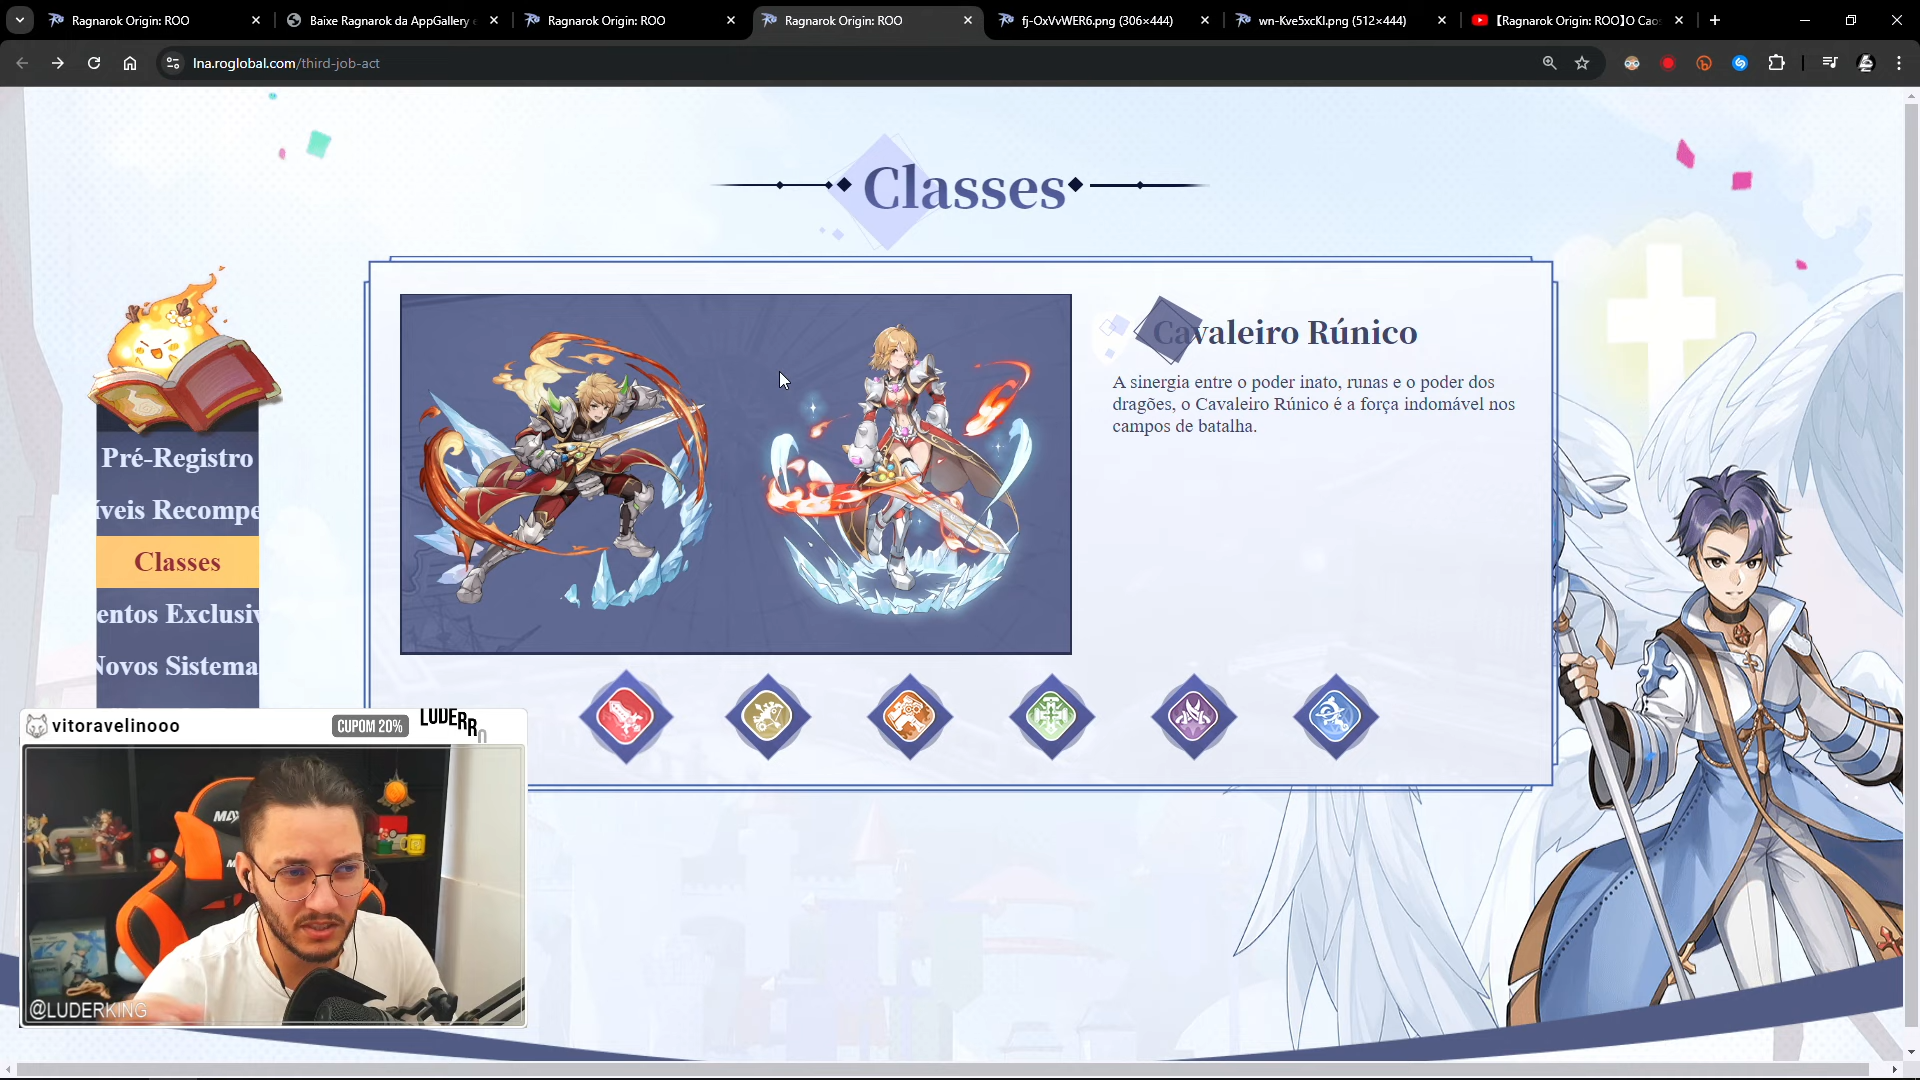 Ragnarok Origin: ROO
Baixe Ragnarok da AppGallery e
Ragnarok Origin: ROO
Ragnarok Origin: ROO
fj-OxVvWER6.png (306×444)
wn-Kve5xcKl.png (512×444)
【Ragnarok Origin: ROO】O Cao
lna.roglobal.com/third-job-act
Classes
Cavaleiro Rúnico
A sinergia entre o poder inato, runas e o poder dos
dragões, o Cavaleiro Rúnico é a força indomável nos
campos de batalha.
Pré-Registro
íveis Recompe
Classes
entos Exclusiv
Novos Sistema
vitoravelinooo
CUPOM 20%
LUDERR
@LUDERKING